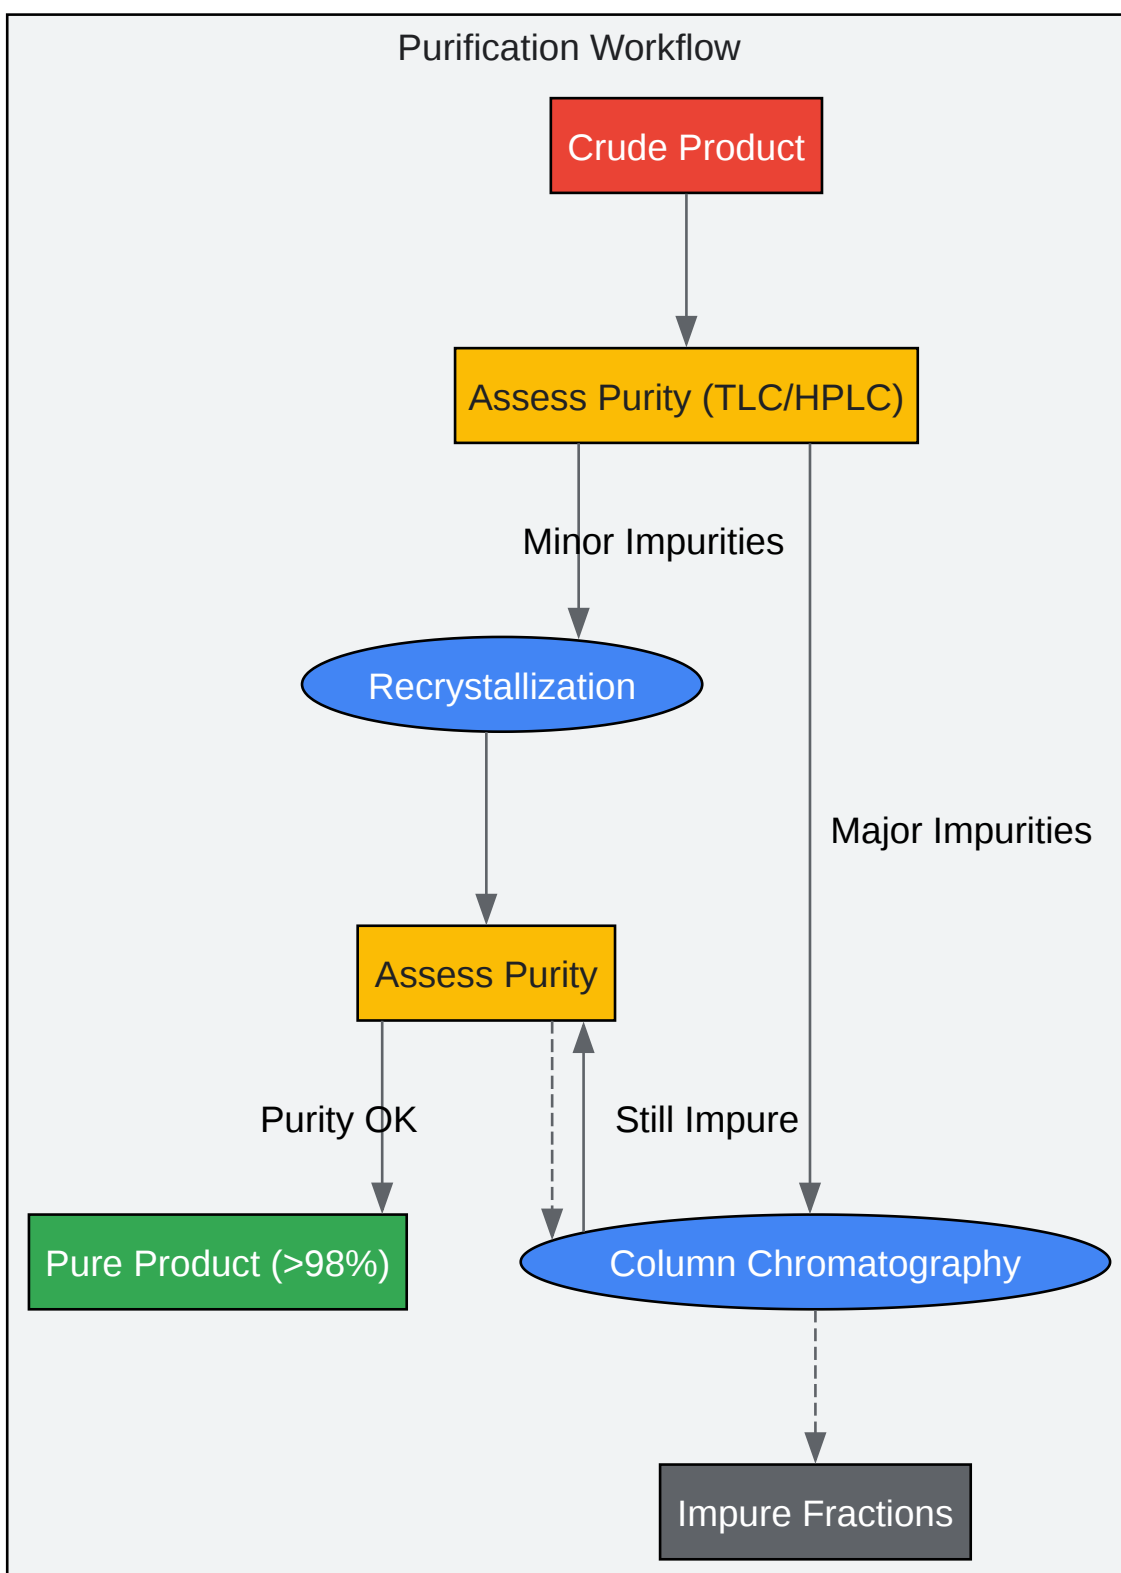 Purification Workflow
Crude Product
Assess Purity (TLC/HPLC)
Minor Impurities
Recrystallization
Major Impurities
Assess Purity
Purity OK
Still Impure
Pure Product (>98%)
Column Chromatography
Impure Fractions